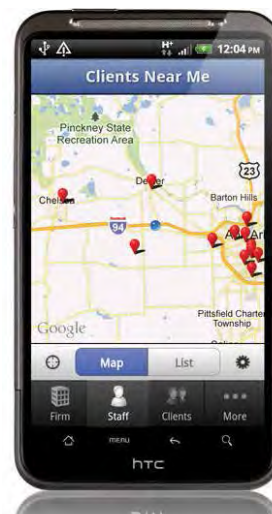 H+
12:04 PM
Clients Near Me
Pinckney State
Recreation Area
23
Chelsea
Barton Hills
94
Pittsfield Charter
Township
Google
Map
List
Firm
Staff
Clients
More
MENU
hTC